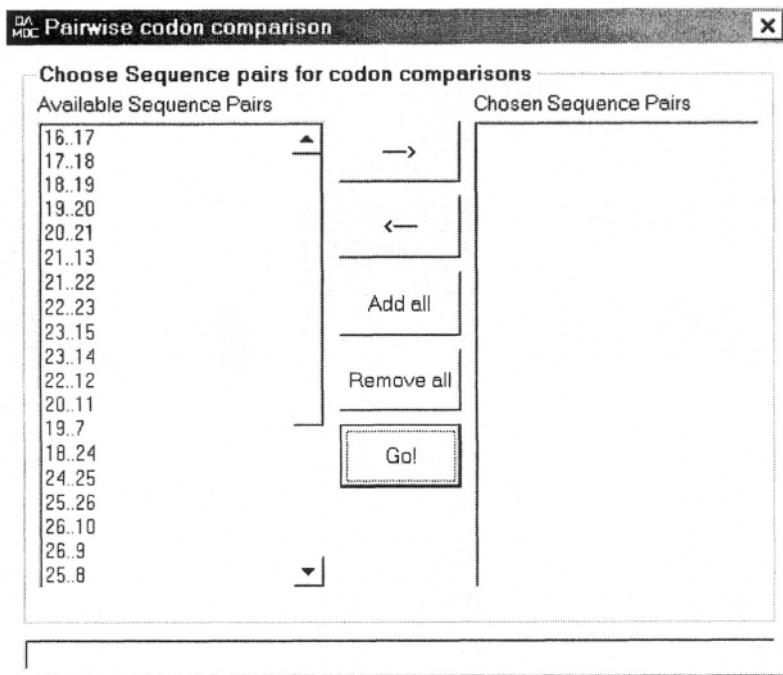 DA
MDC Pairwise codon comparison
Choose Sequence pairs for codon comparisons
Available Sequence Pairs
16..17
17..18
18..19
19..20
20..21
21..13
21..22
22..23
23..15
23..14
22..12
20..11
19..7
18..24
24..25
25..26
26..10
26..9
25..8
--->
<---
Add all
Remove all
Go!
Chosen Sequence Pairs